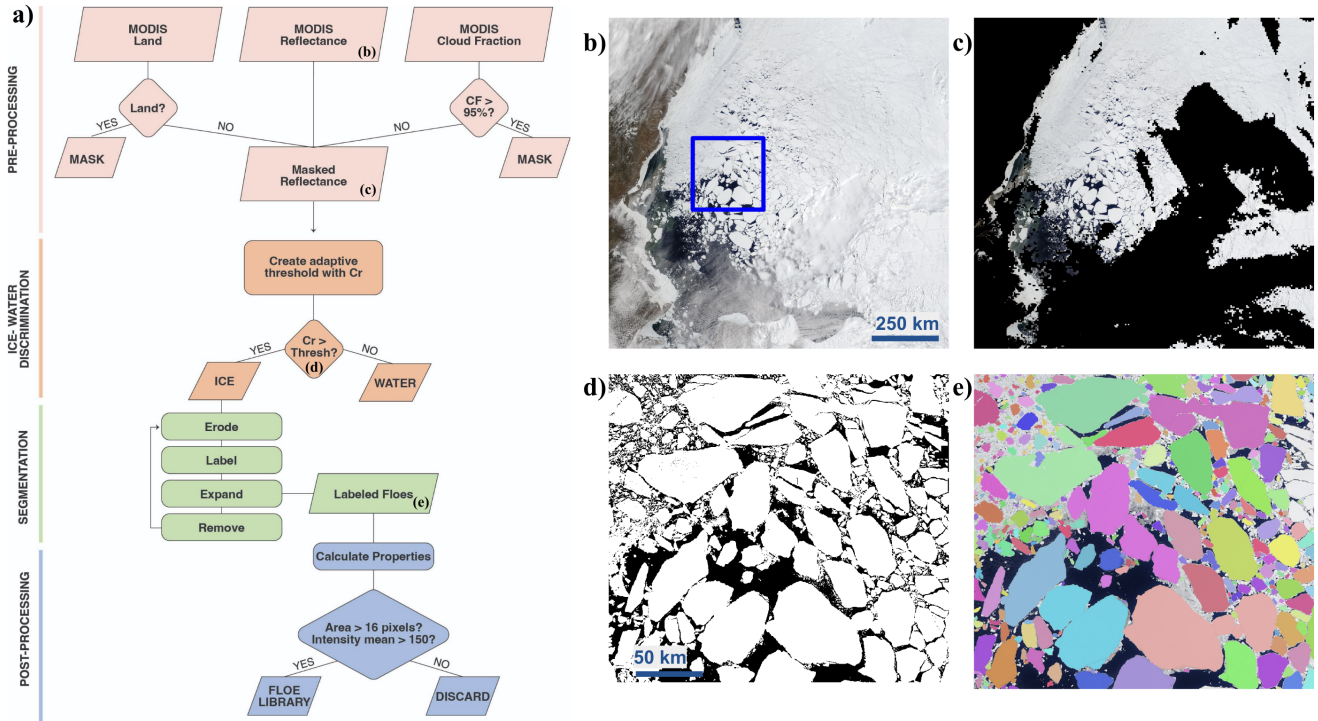 a)
PRE-PROCESSING
MODIS
Land
MODIS
Reflectance
(b)
MODIS
Cloud Fraction
Land?
CF >
95%?
YES
NO
NO
YES
MASK
Masked
Reflectance
(c)
MASK
ICE- WATER
DISCRIMINATION
Create adaptive
threshold with Cr
Cr >
Thresh?
(d)
YES
NO
ICE
WATER
SEGMENTATION
Erode
Label
Expand
Remove
Labeled Floes
(e)
POST-PROCESSING
Calculate Properties
Area > 16 pixels?
Intensity mean > 150?
YES
NO
FLOE
LIBRARY
DISCARD
b)
250 km
c)
d)
50 km
e)